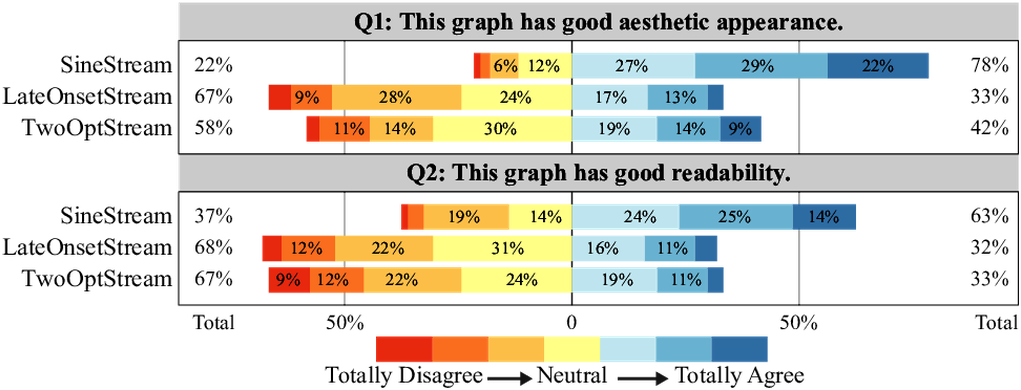 Q1: This graph has good aesthetic appearance.
SineStream 22% 6% 12% 27% 29% 22% 78%
LateOnsetStream 67% 9% 28% 24% 17% 13% 33%
TwoOptStream 58% 11% 14% 30% 19% 14% 9% 42%
Q2: This graph has good readability.
SineStream 37% 19% 14% 24% 25% 14% 63%
LateOnsetStream 68% 12% 22% 31% 16% 11% 32%
TwoOptStream 67% 9% 12% 22% 24% 19% 11% 33%
Total 50% 0 50% Total
Totally Disagree Neutral Totally Agree